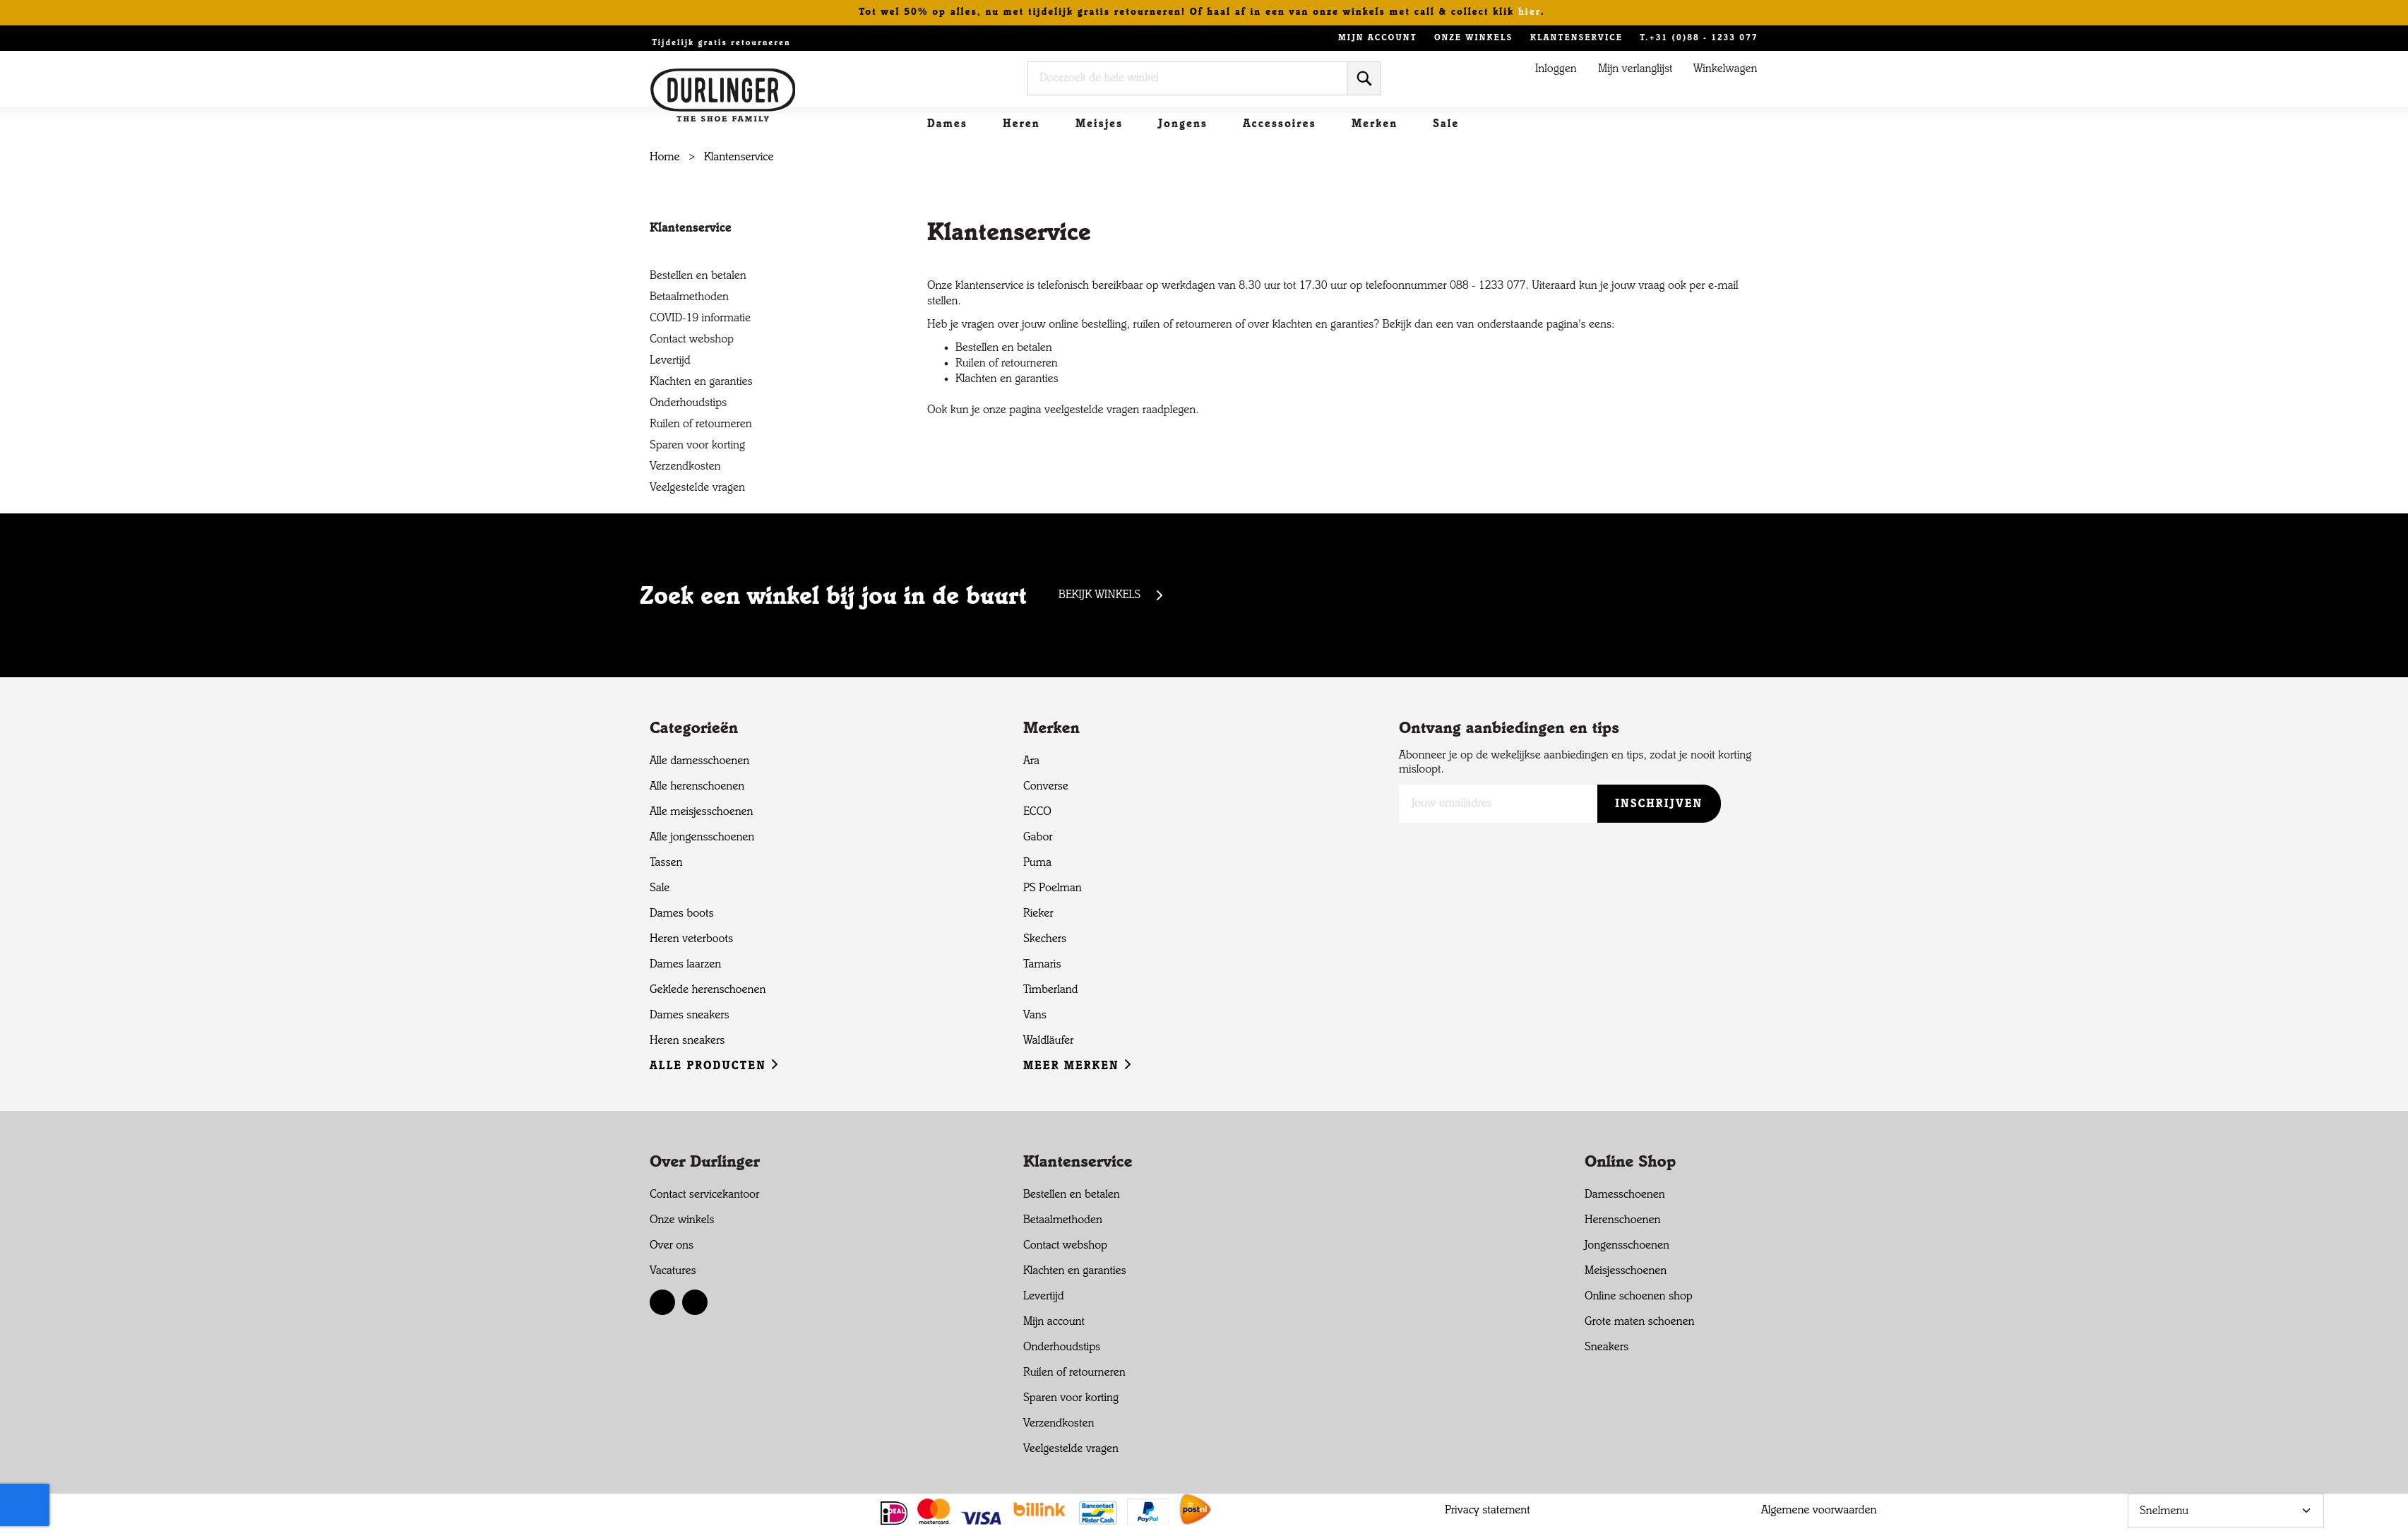 Tot wel 50% op alles, nu met tijdelijk gratis retourneren! Of haal af in een van onze winkels met call & collect klik hier.
Tijdelijk gratis retourneren
MIJN ACCOUNT ONZE WINKELS KLANTENSERVICE T.+31 (0)88 - 1233 077
DURLINGER
THE SHOE FAMILY
Doorzoek de hele winkel
Inloggen Mijn verlanglijst Winkelwagen
Dames Heren Meisjes Jongens Accessoires Merken Sale
Home > Klantenservice
Klantenservice
Bestellen en betalen
Betaalmethoden
COVID-19 informatie
Contact webshop
Levertijd
Klachten en garanties
Onderhoudstips
Ruilen of retourneren
Sparen voor korting
Verzendkosten
Veelgestelde vragen
Klantenservice
Onze klantenservice is telefonisch bereikbaar op werkdagen van 8.30 uur tot 17.30 uur op telefoonnummer 088 - 1233 077. Uiteraard kun je jouw vraag ook per e-mail
stellen.
Heb je vragen over jouw online bestelling, ruilen of retourneren of over klachten en garanties? Bekijk dan een van onderstaande pagina's eens:
• Bestellen en betalen
• Ruilen of retourneren
• Klachten en garanties
Ook kun je onze pagina veelgestelde vragen raadplegen.
Zoek een winkel bij jou in de buurt
BEKIJK WINKELS
Categorieën
Alle damesschoenen
Alle herenschoenen
Alle meisjesschoenen
Alle jongensschoenen
Tassen
Sale
Dames boots
Heren veterboots
Dames laarzen
Geklede herenschoenen
Dames sneakers
Heren sneakers
ALLE PRODUCTEN
Merken
Ara
Converse
ECCO
Gabor
Puma
PS Poelman
Rieker
Skechers
Tamaris
Timberland
Vans
Waldläufer
MEER MERKEN
Ontvang aanbiedingen en tips
Abonneer je op de wekelijkse aanbiedingen en tips, zodat je nooit korting
misloopt.
Jouw emailadres
INSCHRIJVEN
Over Durlinger
Contact servicekantoor
Onze winkels
Over ons
Vacatures
Klantenservice
Bestellen en betalen
Betaalmethoden
Contact webshop
Klachten en garanties
Levertijd
Mijn account
Onderhoudstips
Ruilen of retourneren
Sparen voor korting
Verzendkosten
Veelgestelde vragen
Online Shop
Damesschoenen
Herenschoenen
Jongensschoenen
Meisjesschoenen
Online schoenen shop
Grote maten schoenen
Sneakers
iDEAL
mastercard
VISA
billink
Bancontact
Mister Cash
PayPal
postnl
Privacy statement
Algemene voorwaarden
Snelmenu